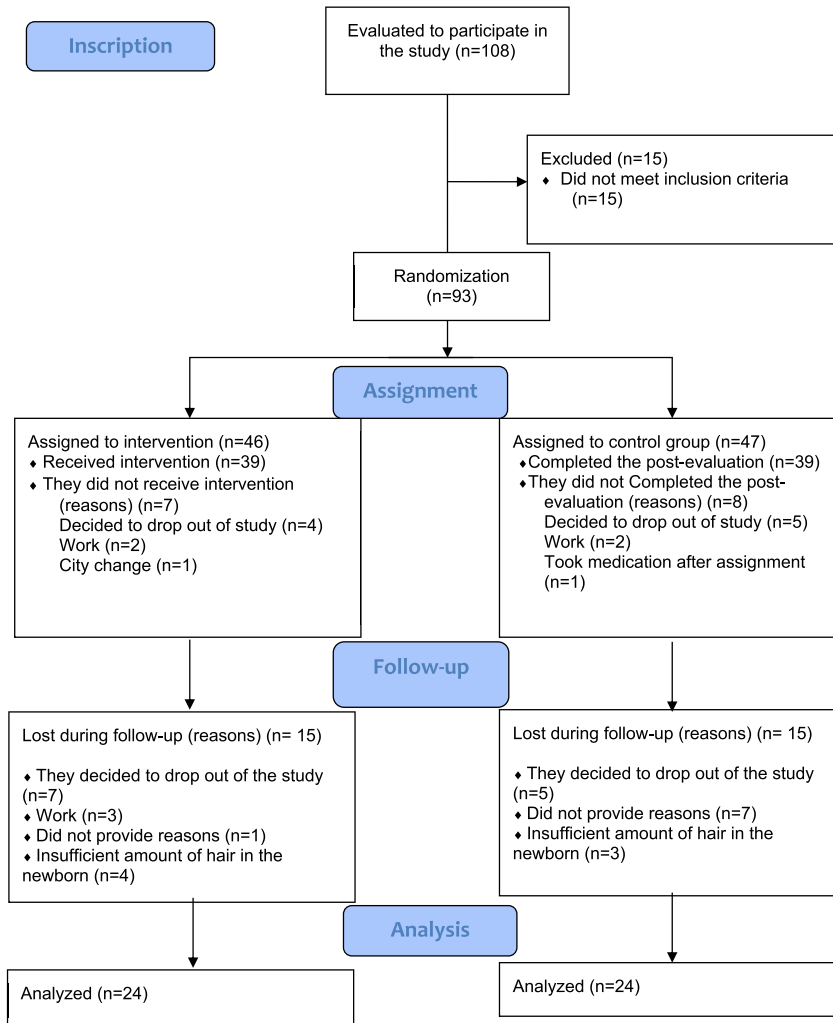 Inscription
Evaluated to participate in
the study (n=108)
Excluded (n=15)
♦ Did not meet inclusion criteria
(n=15)
Randomization
(n=93)
Assignment
Assigned to intervention (n=46)
♦ Received intervention (n=39)
♦ They did not receive intervention
(reasons) (n=7)
Decided to drop out of study (n=4)
Work (n=2)
City change (n=1)
Assigned to control group (n=47)
♦Completed the post-evaluation (n=39)
♦They did not Completed the post-
evaluation (reasons) (n=8)
Decided to drop out of study (n=5)
Work (n=2)
Took medication after assignment
(n=1)
Follow-up
Lost during follow-up (reasons) (n= 15)
♦ They decided to drop out of the study
(n=7)
♦ Work (n=3)
♦ Did not provide reasons (n=1)
♦ Insufficient amount of hair in the
newborn (n=4)
Lost during follow-up (reasons) (n= 15)
♦ They decided to drop out of the study
(n=5)
♦ Did not provide reasons (n=7)
♦ Insufficient amount of hair in the
newborn (n=3)
Analysis
Analyzed (n=24)
Analyzed (n=24)